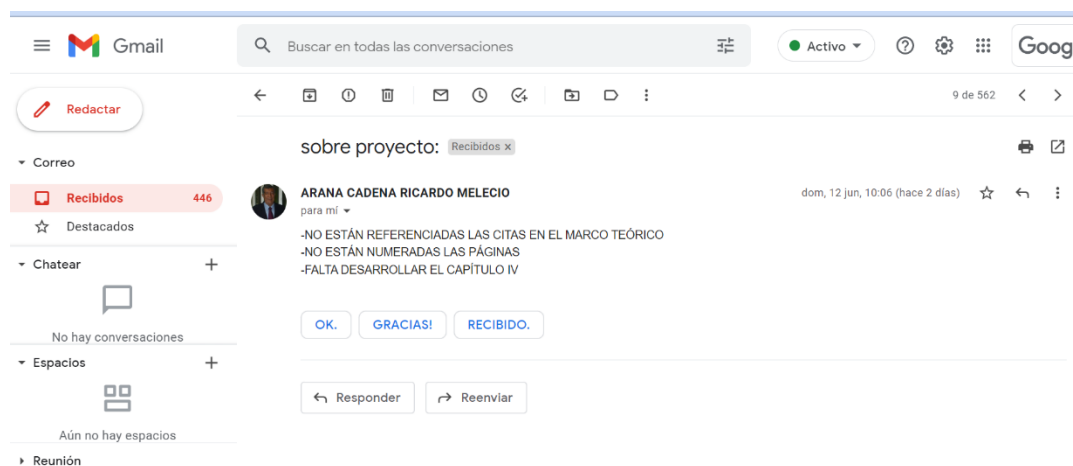 Gmail
Buscar en todas las conversaciones
Activo
Goog
Redactar
9 de 562
Correo
sobre proyecto: Recibidos x
Recibidos 446
Destacados
ARANA CADENA RICARDO MELECIO
dom, 12 jun, 10:06 (hace 2 días)
para mí
-NO ESTÁN REFERENCIADAS LAS CITAS EN EL MARCO TEÓRICO
-NO ESTÁN NUMERADAS LAS PÁGINAS
-FALTA DESARROLLAR EL CAPÍTULO IV
Chatear
No hay conversaciones
OK. GRACIAS! RECIBIDO.
Espacios
Aún no hay espacios
Responder Reenviar
Reunión